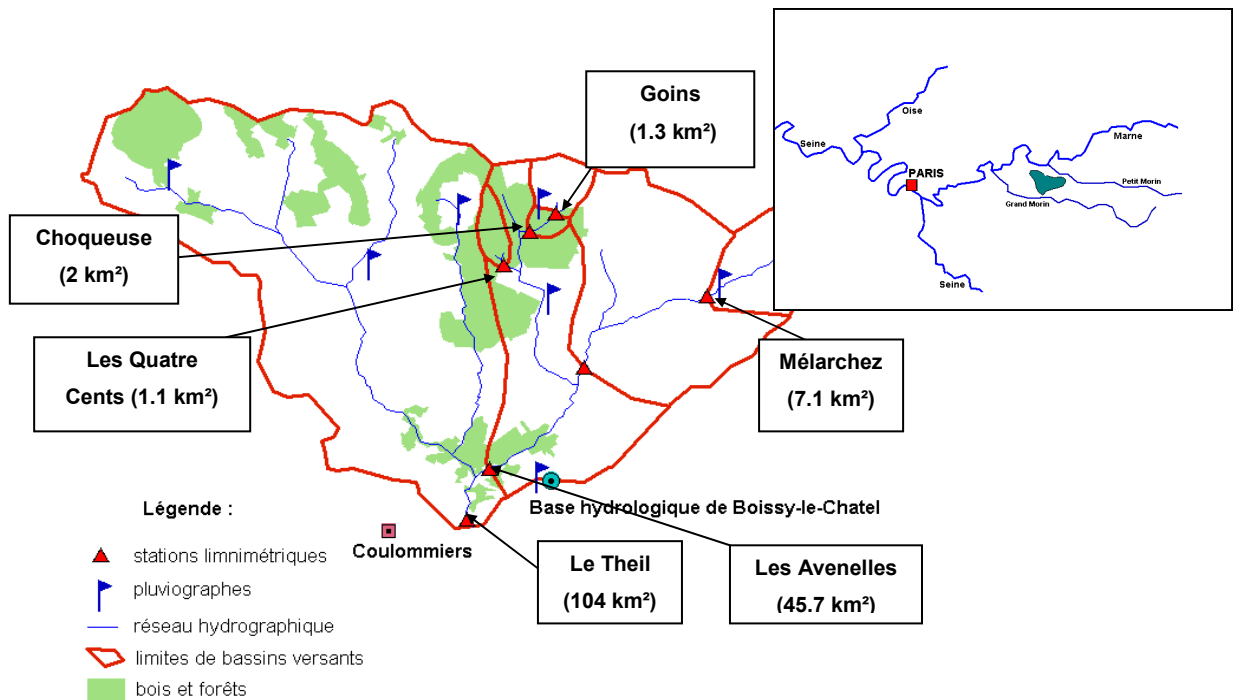 Goins
(1.3 km²)
Oise
Seine
Marne
PARIS
Petit Morin
Grand Morin
Seine
Choqueuse
(2 km²)
Les Quatre
Cents (1.1 km²)
Mélarchez
(7.1 km²)
Base hydrologique de Boissy-le-Chatel
Coulommiers
Le Theil
(104 km²)
Les Avenelles
(45.7 km²)
Légende :
stations limnimétriques
pluviographes
réseau hydrographique
limites de bassins versants
bois et forêts